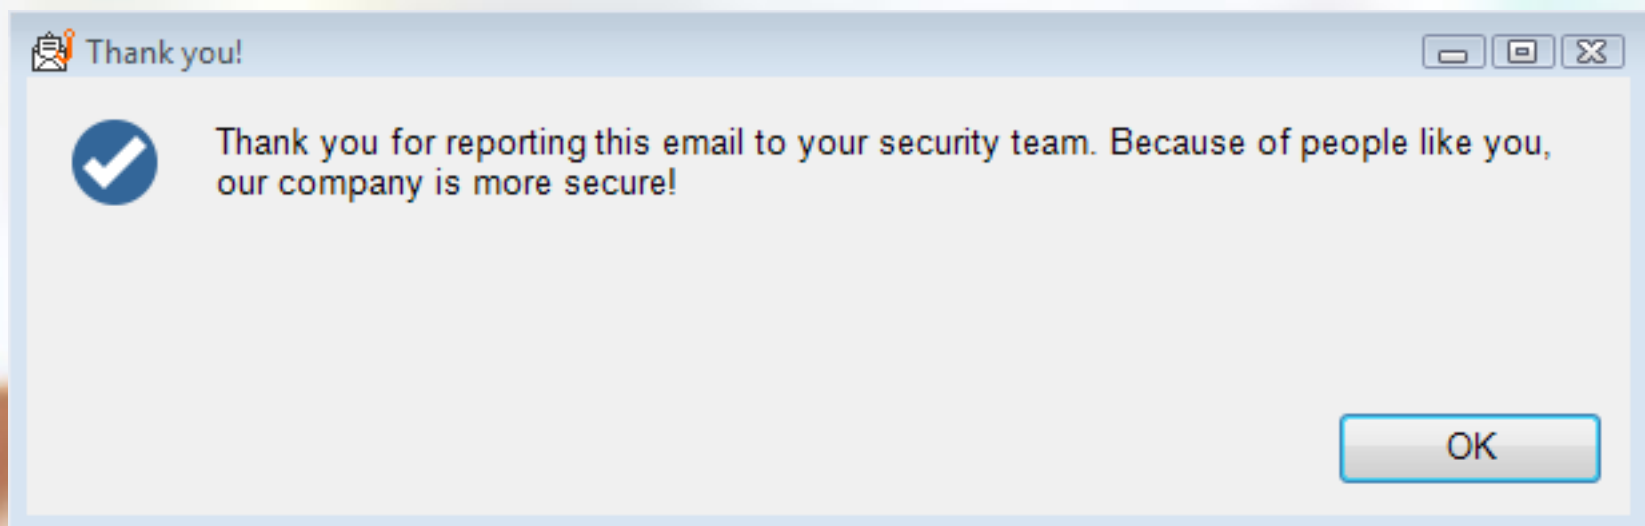 Thank you!
Thank you for reporting this email to your security team. Because of people like you,
our company is more secure!
OK